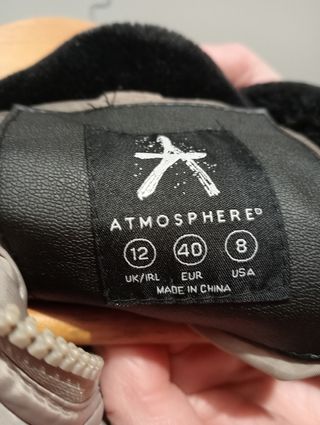 ATMOSPHERE
12 40 8
UK/IRL EUR USA
MADE IN CHINA